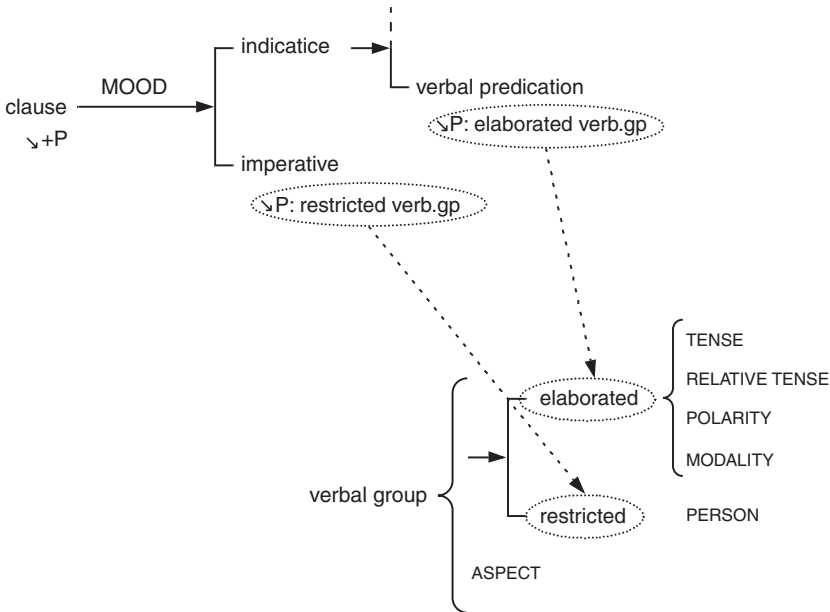 indicatice
MOOD
verbal predication
clause
↘+P
↘P: elaborated verb.gp
imperative
↘P: restricted verb.gp
TENSE
RELATIVE TENSE
elaborated
POLARITY
MODALITY
verbal group
restricted
PERSON
ASPECT